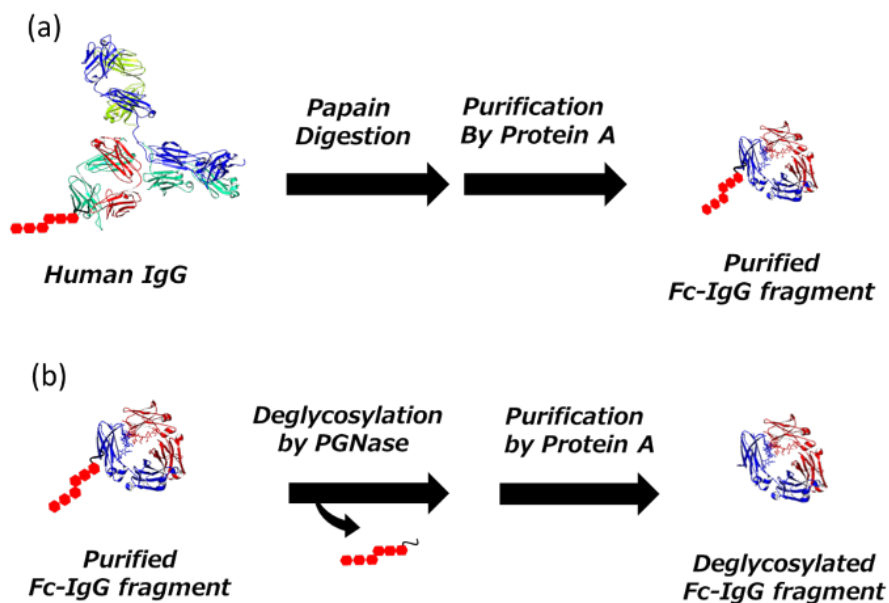 (a)
Papain
Digestion
Purification
By Protein A
Human IgG
Purified
Fc-IgG fragment
(b)
Deglycosylation
by PGNase
Purification
by Protein A
Purified
Fc-IgG fragment
Deglycosylated
Fc-IgG fragment